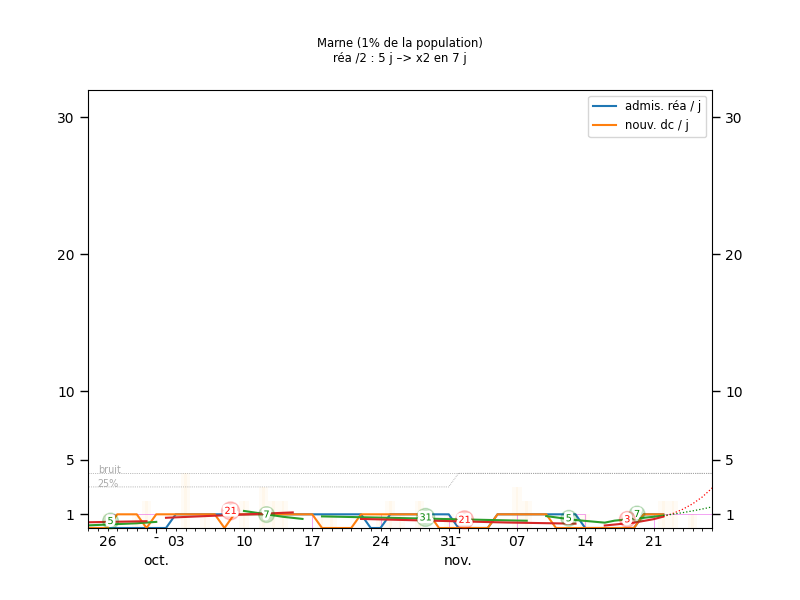 Marne (1% de la population)
réa /2 : 5 j –> x2 en 7 j
admis. réa / j
nouv. dc / j
30 30
20 20
10 10
5 5
1 1
bruit
25%
5 21 7 31 21 5 3 7
26 - 03 10 17 24 31 07 14 21
oct. nov.